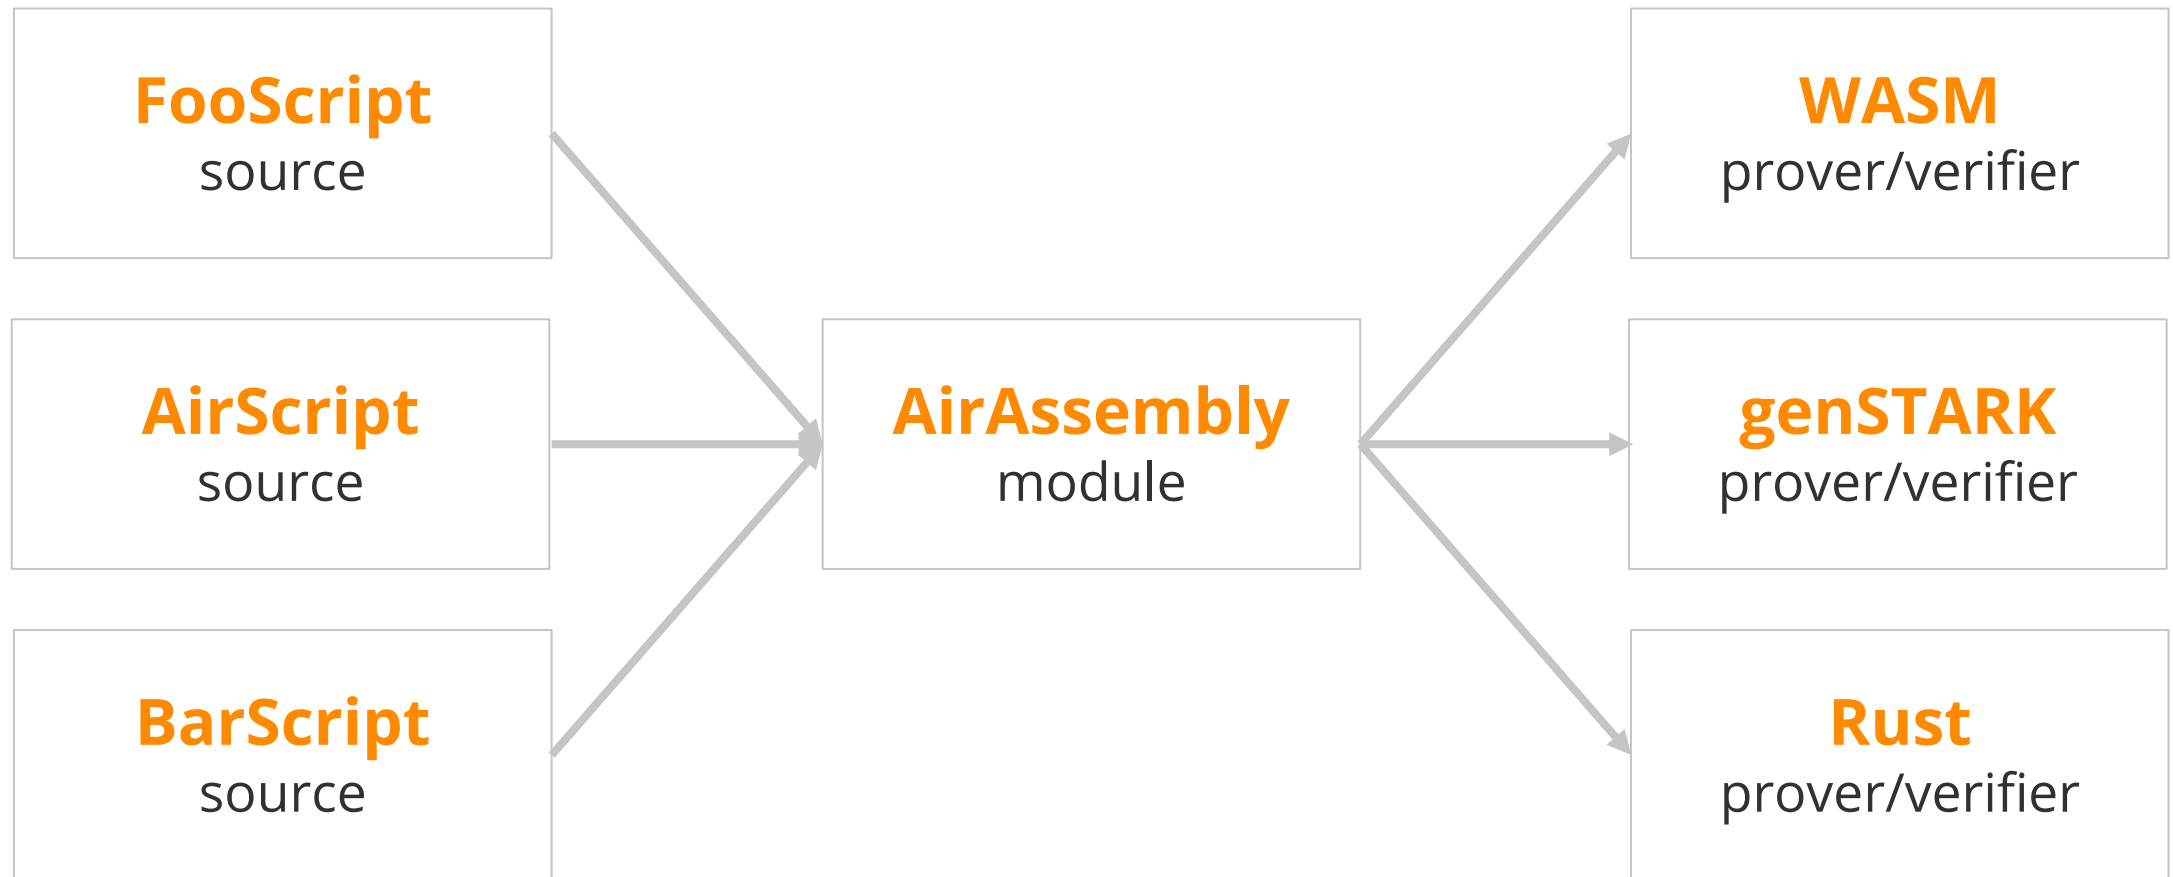 FooScript
source
AirScript
source
BarScript
source
AirAssembly
module
WASM
prover/verifier
genSTARK
prover/verifier
Rust
prover/verifier